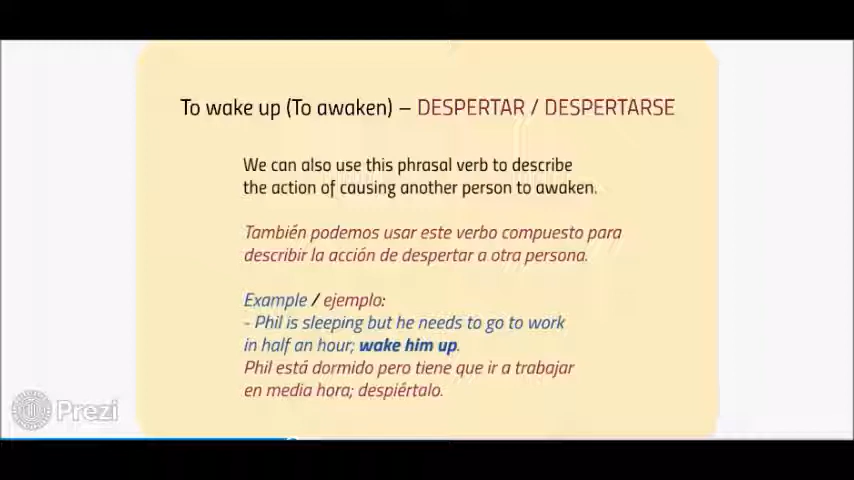 To wake up (To awaken) – DESPERTAR / DESPERTARSE
We can also use this phrasal verb to describe
the action of causing another person to awaken.
También podemos usar este verbo compuesto para
describir la acción de despertar a otra persona.
Example / ejemplo:
- Phil is sleeping but he needs to go to work
in half an hour; wake him up.
Phil está dormido pero tiene que ir a trabajar
en media hora; despiértalo.
Prezi